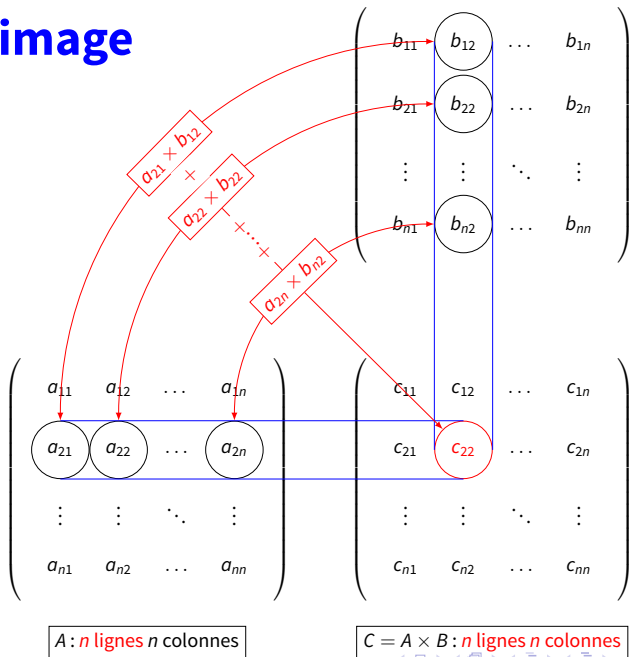 image
b11 b12 ... b1n
b21 b22 ... b2n
⋮ ⋮ ⋱ ⋮
bn1 bn2 ... bnn
a21 × b12
+
a22 × b22
+...+
a2n × bn2
a11 a12 ... a1n
a21 a22 ... a2n
⋮ ⋮ ⋱ ⋮
an1 an2 ... ann
c11 c12 ... c1n
c21 c22 ... c2n
⋮ ⋮ ⋱ ⋮
cn1 cn2 ... cnn
A : n lignes n colonnes
C = A × B : n lignes n colonnes